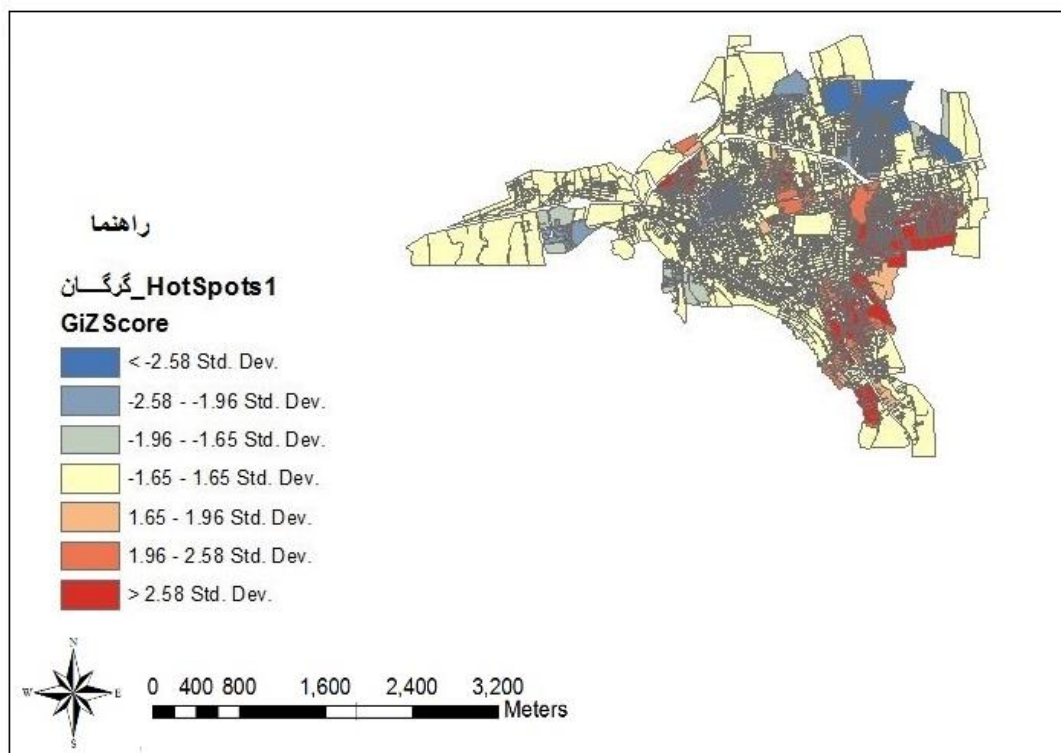 راهنما
گرگـــان_HotSpots1
GiZScore
< -2.58 Std. Dev.
-2.58 - -1.96 Std. Dev.
-1.96 - -1.65 Std. Dev.
-1.65 - 1.65 Std. Dev.
1.65 - 1.96 Std. Dev.
1.96 - 2.58 Std. Dev.
> 2.58 Std. Dev.
N
W E
S
0 400 800 1,600 2,400 3,200
Meters